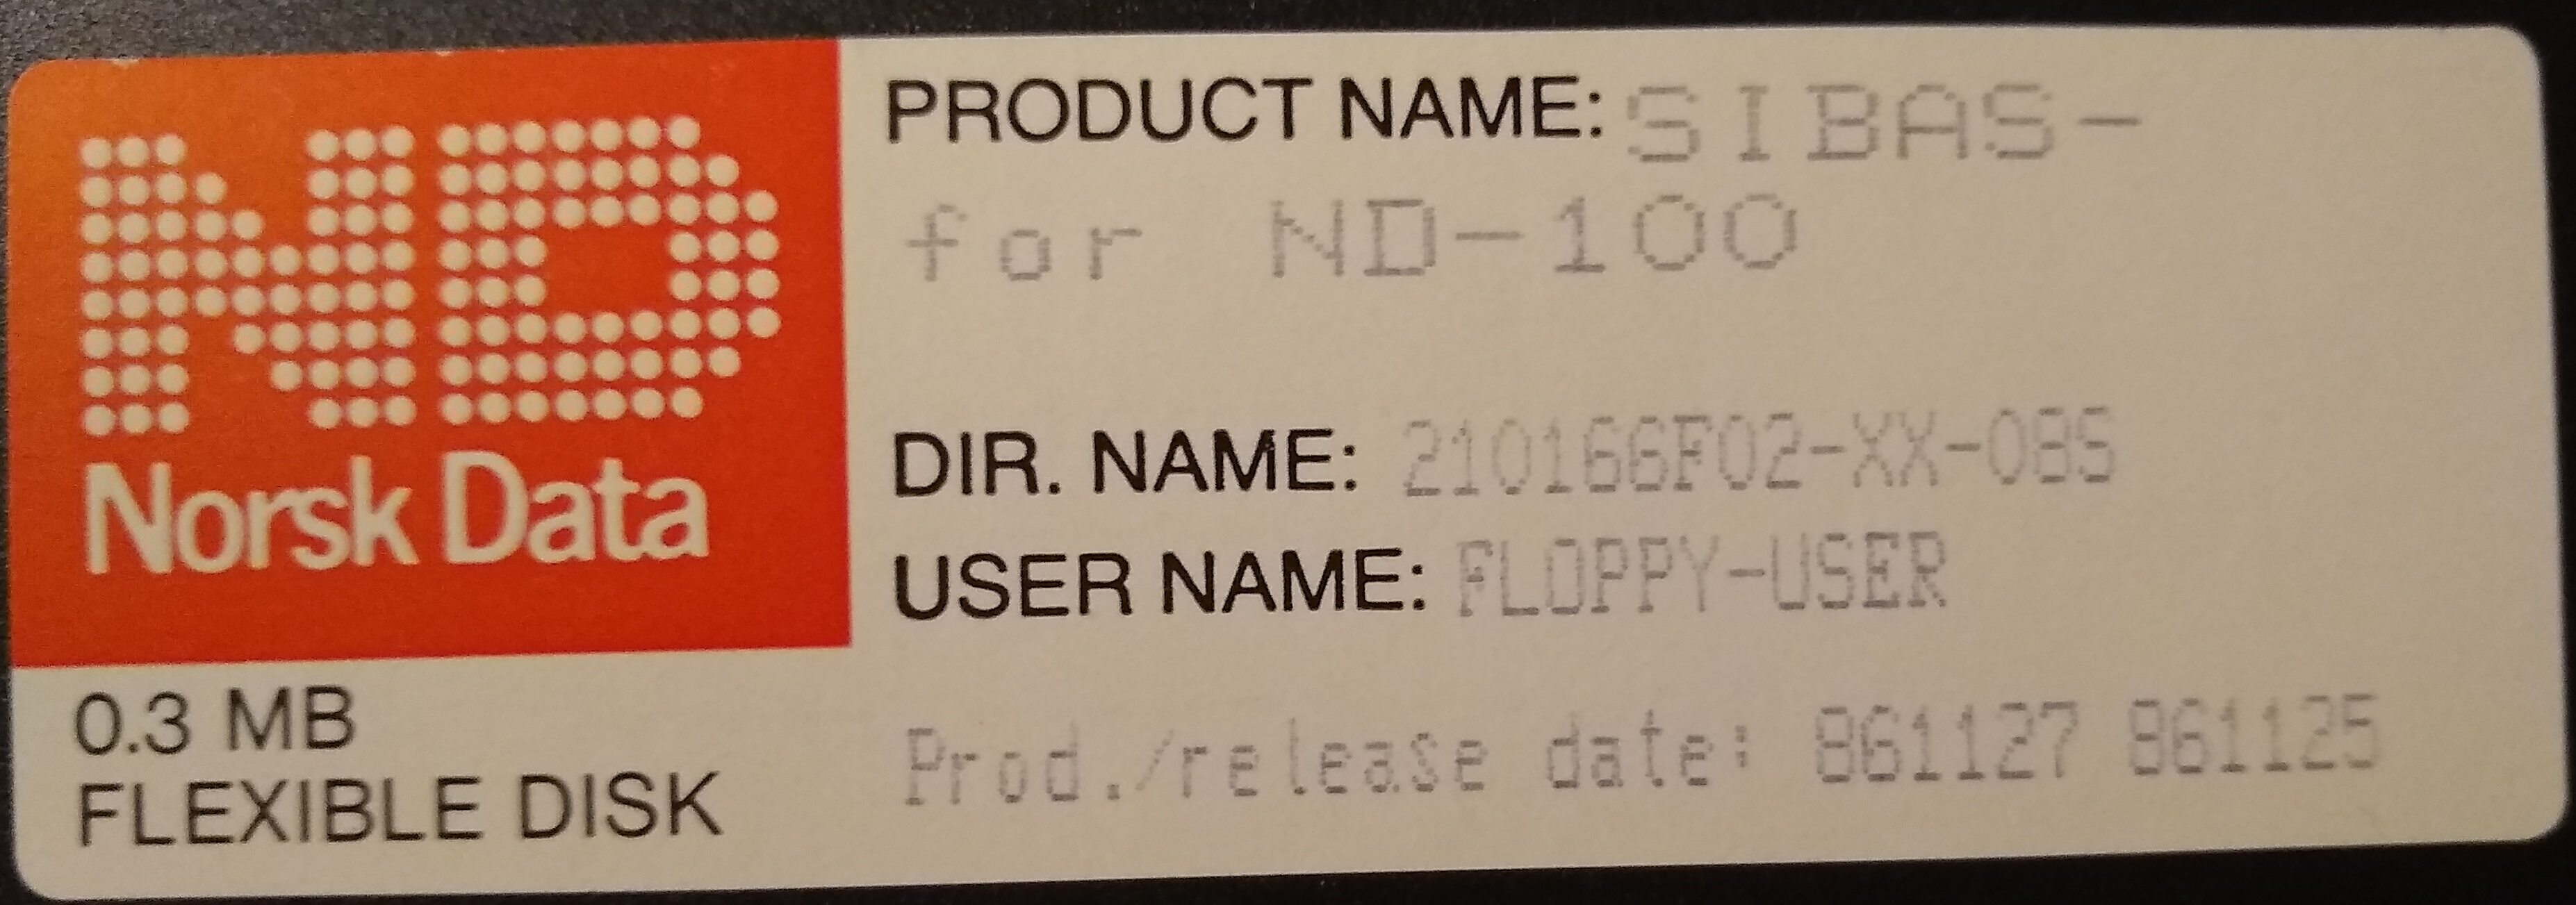 ND
Norsk Data
0.3 MB
FLEXIBLE DISK
PRODUCT NAME: SIBAS-
for ND-100
DIR. NAME: 210166F02-XX-08S
USER NAME: FLOPPY-USER
Prod./release date: 861127 861125